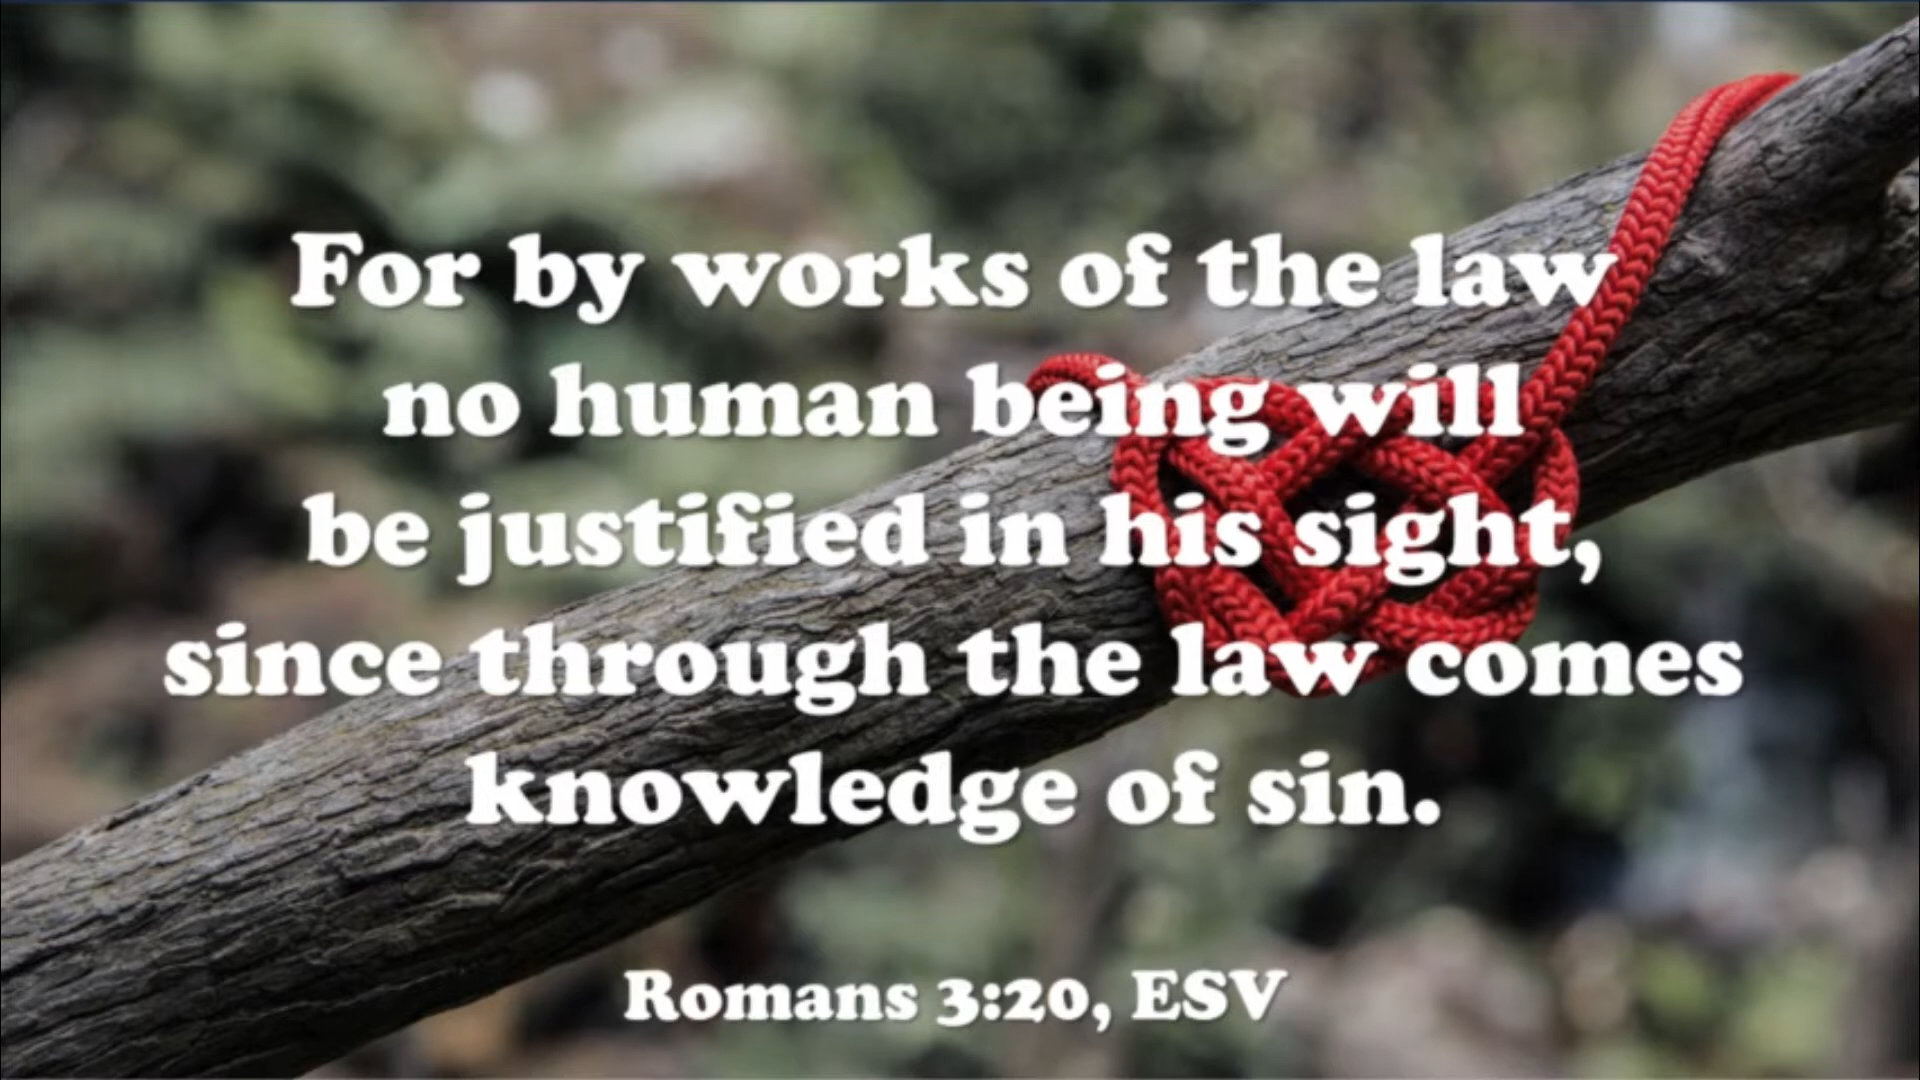 For by works of the law
no human being will
be justified in his sight,
since through the law comes
knowledge of sin.
Romans 3:20, ESV